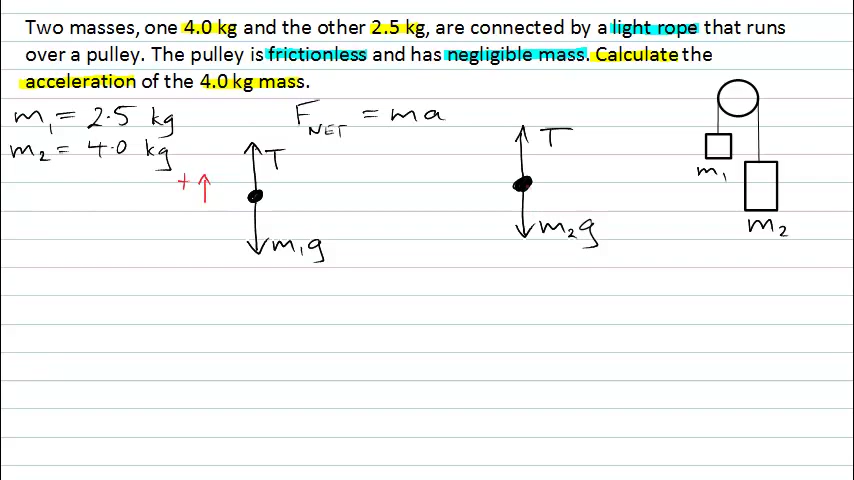 Two masses, one 4.0 kg and the other 2.5 kg, are connected by a light rope that runs
over a pulley. The pulley is frictionless and has negligible mass. Calculate the
acceleration of the 4.0 kg mass.
m₁ = 2.5 kg
F_NET = ma
m₂ = 4.0 kg
+ ↑
T
m₁g
T
m₂g
m₁
m₂